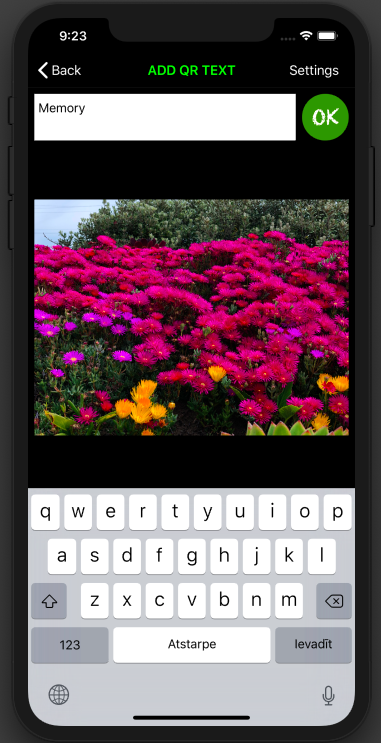 9:23
Back ADD QR TEXT Settings
Memory
OK
q w e r t y u i o p
a s d f g h j k l
z x c v b n m
123 Atstarpe Ievadīt